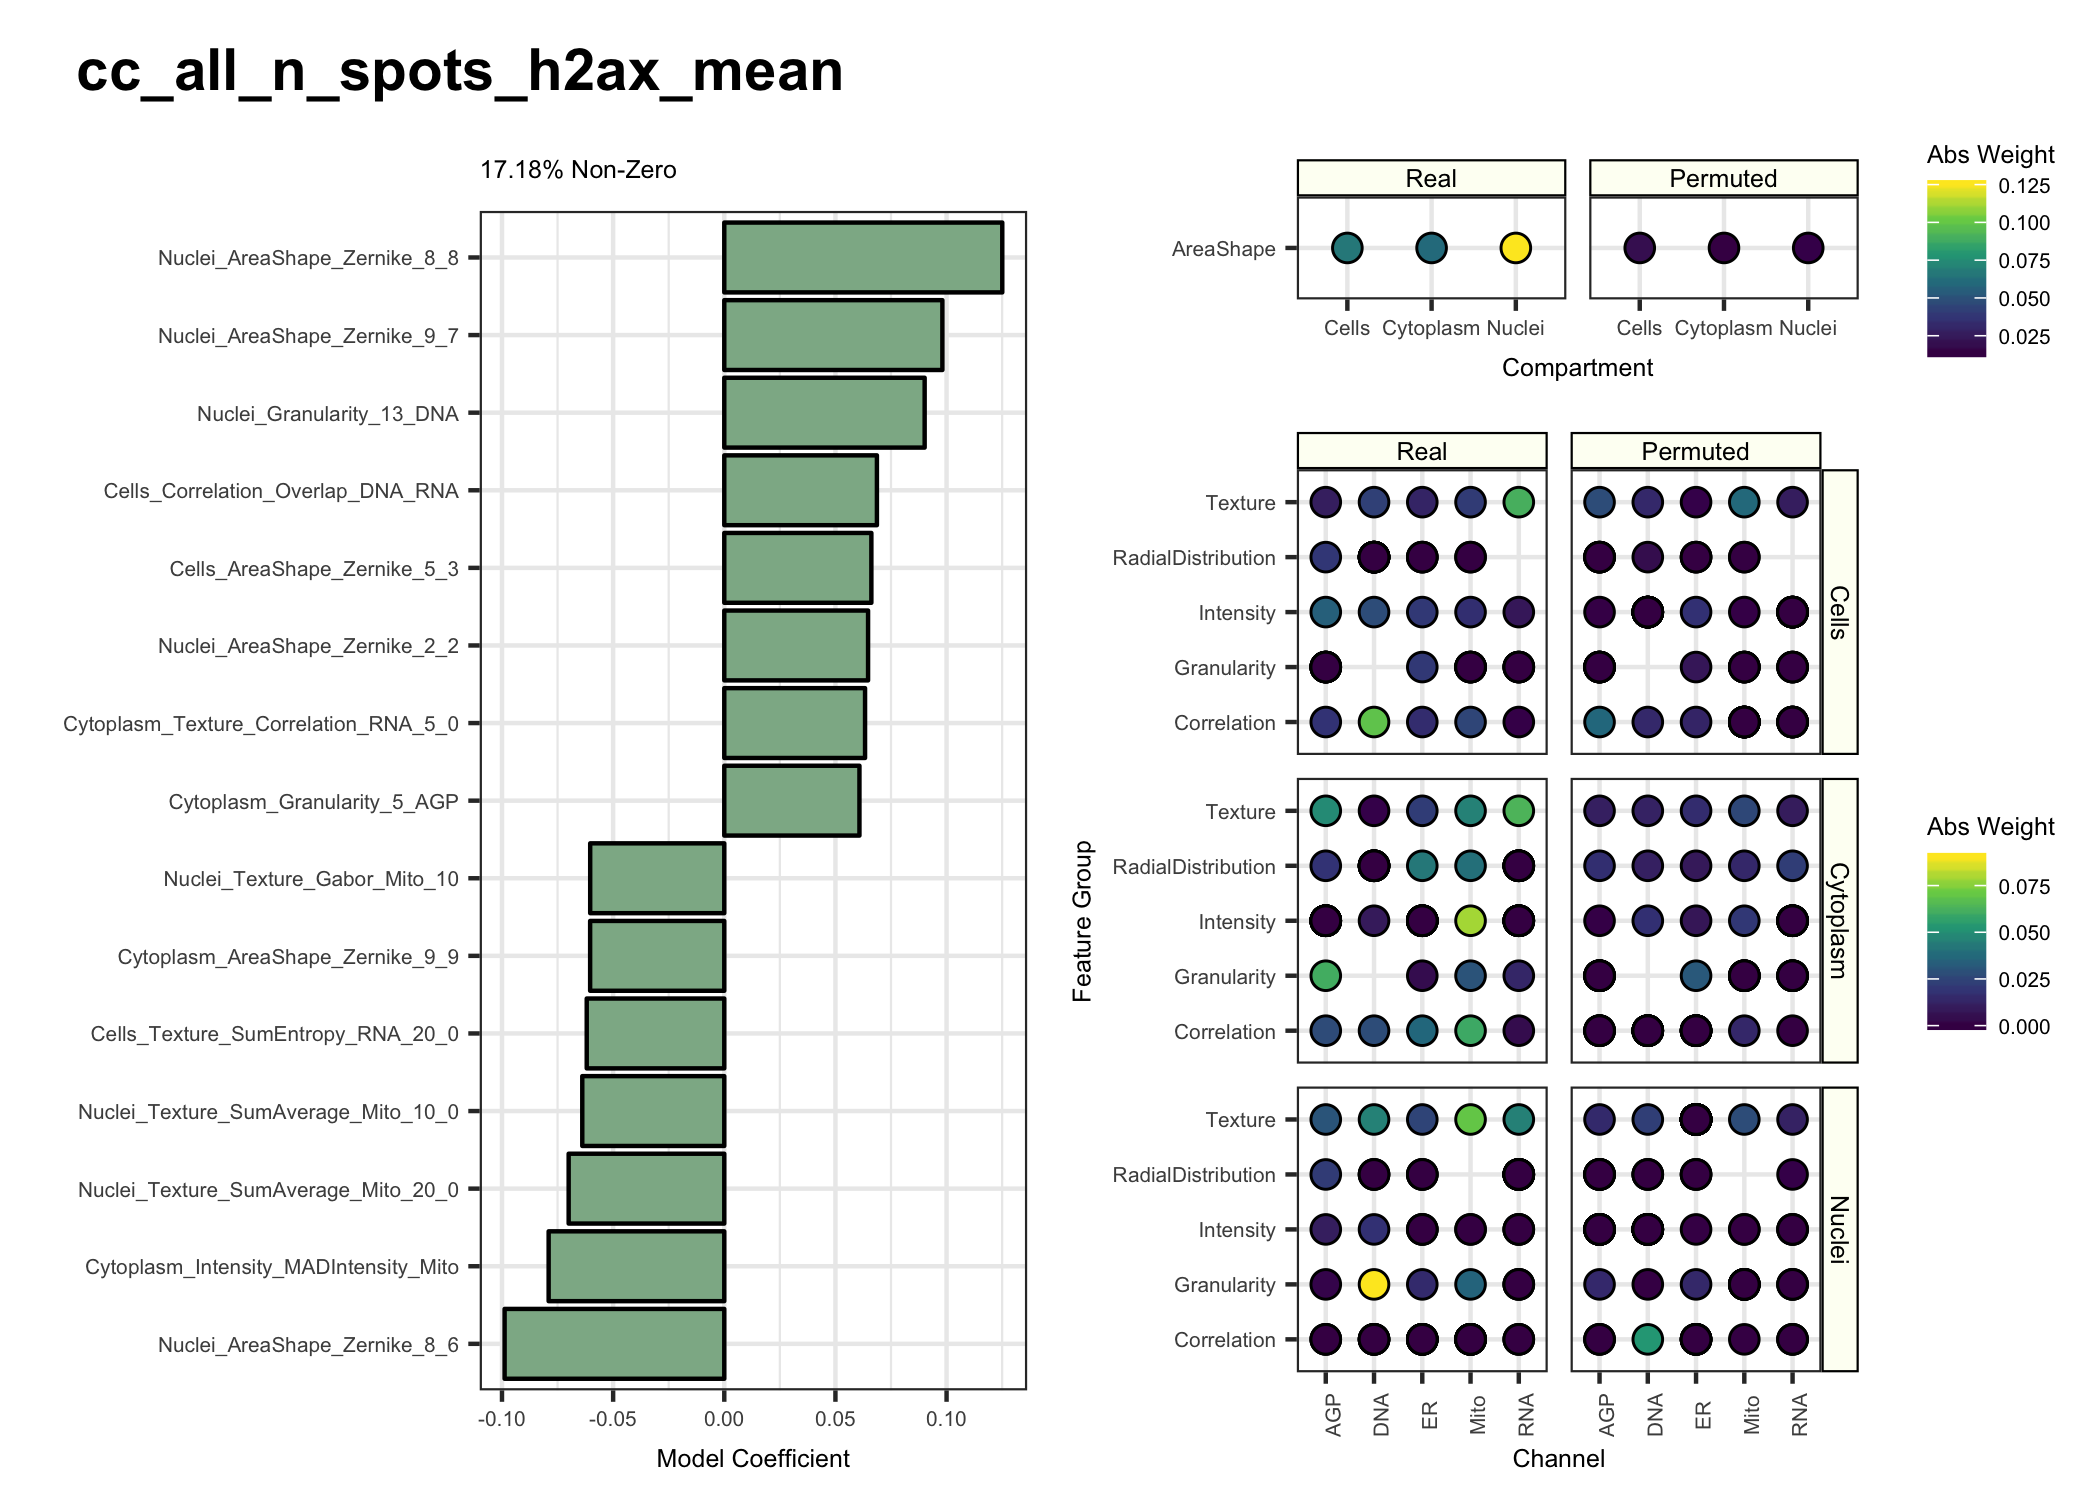 cc_all_n_spots_h2ax_mean
17.18% Non-Zero
Nuclei_AreaShape_Zernike_8_8
Nuclei_AreaShape_Zernike_9_7
Nuclei_Granularity_13_DNA
Cells_Correlation_Overlap_DNA_RNA
Cells_AreaShape_Zernike_5_3
Nuclei_AreaShape_Zernike_2_2
Cytoplasm_Texture_Correlation_RNA_5_0
Cytoplasm_Granularity_5_AGP
Nuclei_Texture_Gabor_Mito_10
Cytoplasm_AreaShape_Zernike_9_9
Cells_Texture_SumEntropy_RNA_20_0
Nuclei_Texture_SumAverage_Mito_10_0
Nuclei_Texture_SumAverage_Mito_20_0
Cytoplasm_Intensity_MADIntensity_Mito
Nuclei_AreaShape_Zernike_8_6
-0.10 -0.05 0.00 0.05 0.10
Model Coefficient
Real Permuted
AreaShape
Cells Cytoplasm Nuclei Cells Cytoplasm Nuclei
Compartment
Abs Weight
0.125
0.100
0.075
0.050
0.025
Real Permuted
Feature Group
Texture
RadialDistribution
Intensity
Granularity
Correlation
Cells
Texture
RadialDistribution
Intensity
Granularity
Correlation
Cytoplasm
Texture
RadialDistribution
Intensity
Granularity
Correlation
Nuclei
AGP DNA ER Mito RNA AGP DNA ER Mito RNA
Channel
Abs Weight
0.075
0.050
0.025
0.000